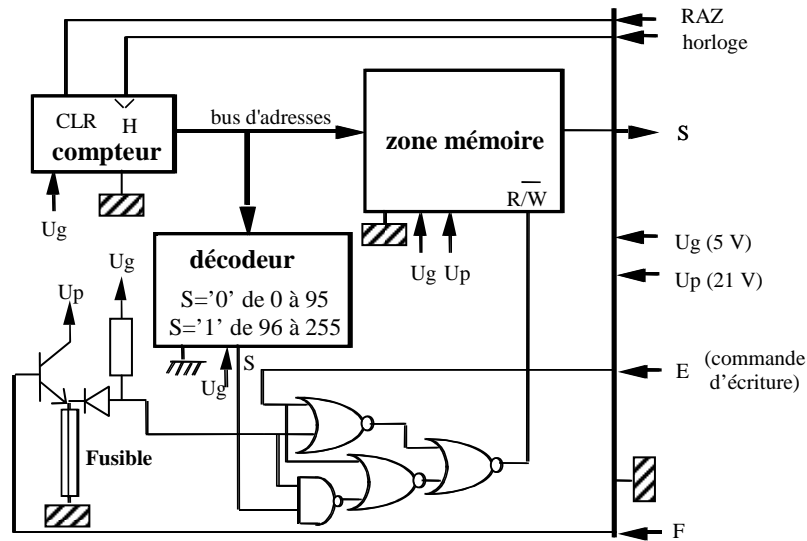 RAZ
horloge
CLR H
compteur
bus d'adresses
zone mémoire
R/W̅
S
Ug
Ug Up
Ug (5 V)
Up (21 V)
décodeur
S='0' de 0 à 95
S='1' de 96 à 255
Ug
Up
S
Ug
E (commande
d'écriture)
Fusible
F